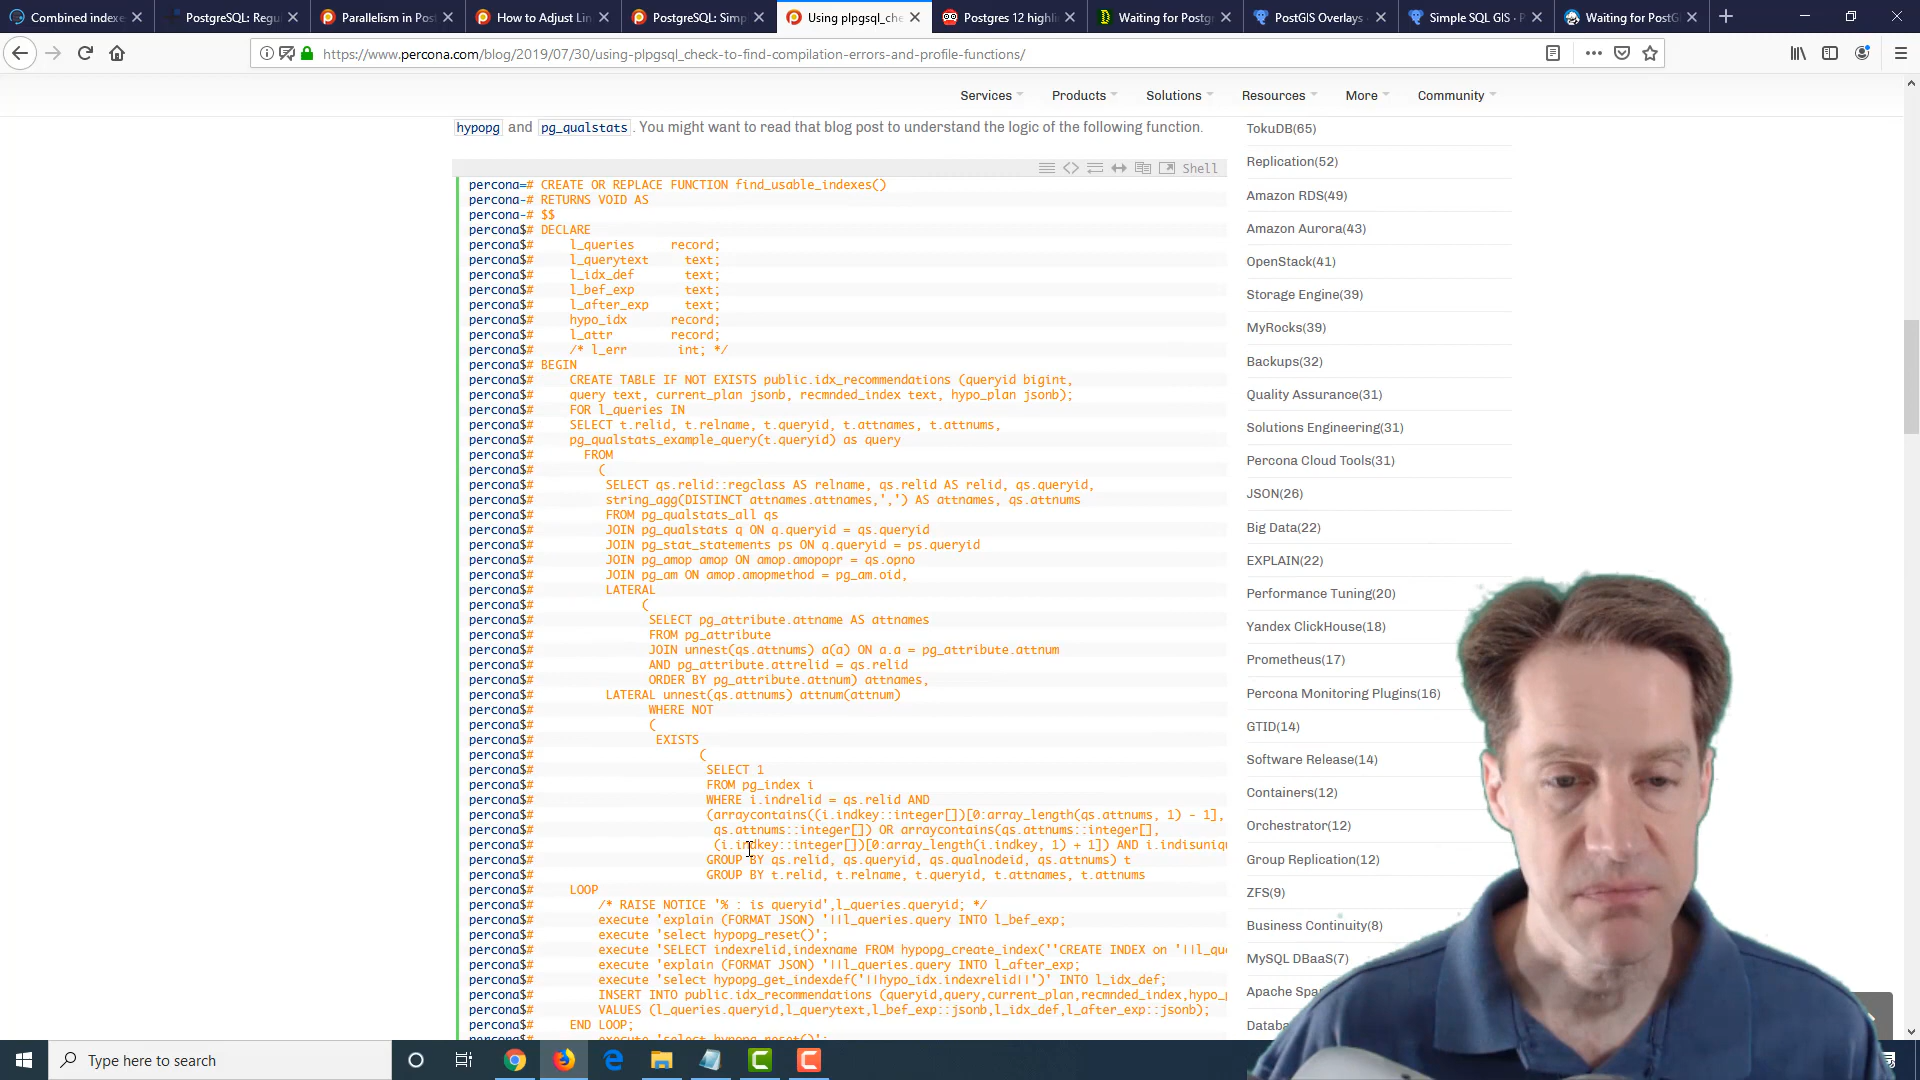 Combined indexe
PostgreSQL: Regu
Parallelism in Post
How to Adjust Lin
PostgreSQL: Simp
Using plpgsql_che
Postgres 12 highli
Waiting for Postgr
PostGIS Overlays
Simple SQL GIS · P
Waiting for PostG
https://www.percona.com/blog/2019/07/30/using-plpgsql_check-to-find-compilation-errors-and-profile-functions/
Services
Products
Solutions
Resources
More
Community
hypopg and pg_qualstats. You might want to read that blog post to understand the logic of the following function.
Shell
percona=# CREATE OR REPLACE FUNCTION find_usable_indexes()
percona-# RETURNS VOID AS
percona-# $$
percona$# DECLARE
percona$# l_queries record;
percona$# l_querytext text;
percona$# l_idx_def text;
percona$# l_bef_exp text;
percona$# l_after_exp text;
percona$# hypo_idx record;
percona$# l_attr record;
percona$# /* l_err int; */
percona$# BEGIN
percona$# CREATE TABLE IF NOT EXISTS public.idx_recommendations (queryid bigint,
percona$# query text, current_plan jsonb, recmnded_index text, hypo_plan jsonb);
percona$# FOR l_queries IN
percona$# SELECT t.relid, t.relname, t.queryid, t.attnames, t.attnums,
percona$# pg_qualstats_example_query(t.queryid) as query
percona$# FROM
percona$# (
percona$# SELECT qs.relid::regclass AS relname, qs.relid AS relid, qs.queryid,
percona$# string_agg(DISTINCT attnames.attnames,',') AS attnames, qs.attnums
percona$# FROM pg_qualstats_all qs
percona$# JOIN pg_qualstats q ON q.queryid = qs.queryid
percona$# JOIN pg_stat_statements ps ON q.queryid = ps.queryid
percona$# JOIN pg_amop amop ON amop.amopopr = qs.opno
percona$# JOIN pg_am ON amop.amopmethod = pg_am.oid,
percona$# LATERAL
percona$# (
percona$# SELECT pg_attribute.attname AS attnames
percona$# FROM pg_attribute
percona$# JOIN unnest(qs.attnums) a(a) ON a.a = pg_attribute.attnum
percona$# AND pg_attribute.attrelid = qs.relid
percona$# ORDER BY pg_attribute.attnum) attnames,
percona$# LATERAL unnest(qs.attnums) attnum(attnum)
percona$# WHERE NOT
percona$# (
percona$# EXISTS
percona$# (
percona$# SELECT 1
percona$# FROM pg_index i
percona$# WHERE i.indrelid = qs.relid AND
percona$# (arraycontains((i.indkey::integer[])[0:array_length(qs.attnums, 1) - 1],
percona$# qs.attnums::integer[]) OR arraycontains(qs.attnums::integer[],
percona$# (i.indkey::integer[])[0:array_length(i.indkey, 1) + 1]) AND i.indisuniqu
percona$# GROUP BY qs.relid, qs.queryid, qs.qualnodeid, qs.attnums) t
percona$# GROUP BY t.relid, t.relname, t.queryid, t.attnames, t.attnums
percona$# LOOP
percona$# /* RAISE NOTICE '% : is queryid',l_queries.queryid; */
percona$# execute 'explain (FORMAT JSON) '||l_queries.query INTO l_bef_exp;
percona$# execute 'select hypopg_reset()';
percona$# execute 'SELECT indexrelid,indexname FROM hypopg_create_index(''CREATE INDEX on '||l_que
percona$# execute 'explain (FORMAT JSON) '||l_queries.query INTO l_after_exp;
percona$# execute 'select hypopg_get_indexdef('||hypo_idx.indexrelid||')' INTO l_idx_def;
percona$# INSERT INTO public.idx_recommendations (queryid,query,current_plan,recmnded_index,hypo_p
percona$# VALUES (l_queries.queryid,l_querytext,l_bef_exp::jsonb,l_idx_def,l_after_exp::jsonb);
percona$# END LOOP;
percona$# execute 'select hypopg_reset()';
TokuDB(65)
Replication(52)
Amazon RDS(49)
Amazon Aurora(43)
OpenStack(41)
Storage Engine(39)
MyRocks(39)
Backups(32)
Quality Assurance(31)
Solutions Engineering(31)
Percona Cloud Tools(31)
JSON(26)
Big Data(22)
EXPLAIN(22)
Performance Tuning(20)
Yandex ClickHouse(18)
Prometheus(17)
Percona Monitoring Plugins(16)
GTID(14)
Software Release(14)
Containers(12)
Orchestrator(12)
Group Replication(12)
ZFS(9)
Business Continuity(8)
MySQL DBaaS(7)
Apache Spa
Databa
Type here to search